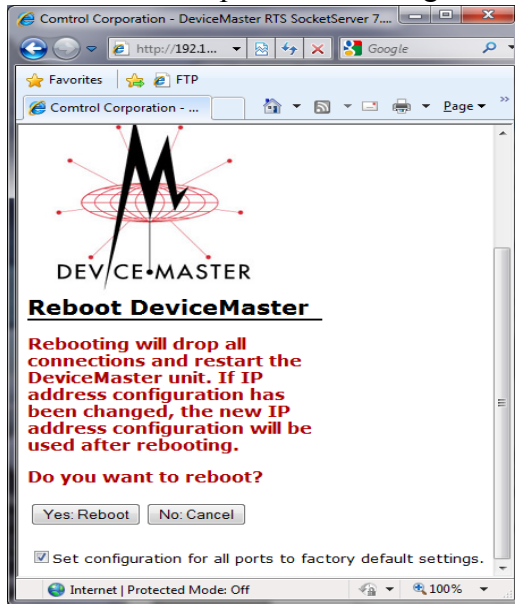 Comtrol Corporation - DeviceMaster RTS SocketServer 7....
http://192.1...
Google
Favorites
FTP
Comtrol Corporation - ...
Page
DEVICE•MASTER
Reboot DeviceMaster
Rebooting will drop all
connections and restart the
DeviceMaster unit. If IP
address configuration has
been changed, the new IP
address configuration will be
used after rebooting.
Do you want to reboot?
Yes: Reboot No: Cancel
Set configuration for all ports to factory default settings.
Internet | Protected Mode: Off 100%